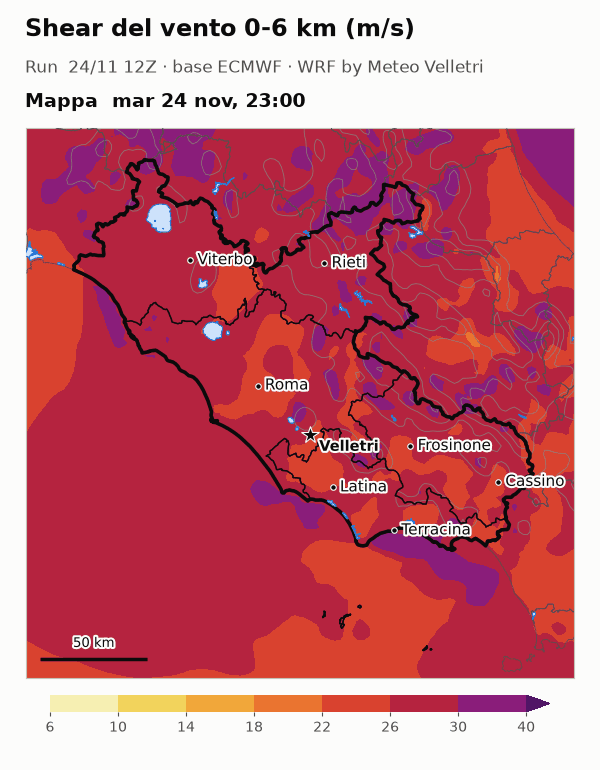 Shear del vento 0-6 km (m/s)
Run  24/11 12Z · base ECMWF · WRF by Meteo Velletri
Mappa  mar 24 nov, 23:00
Viterbo
Rieti
Roma
Velletri
Frosinone
Latina
Cassino
Terracina
50 km
6 10 14 18 22 26 30 40